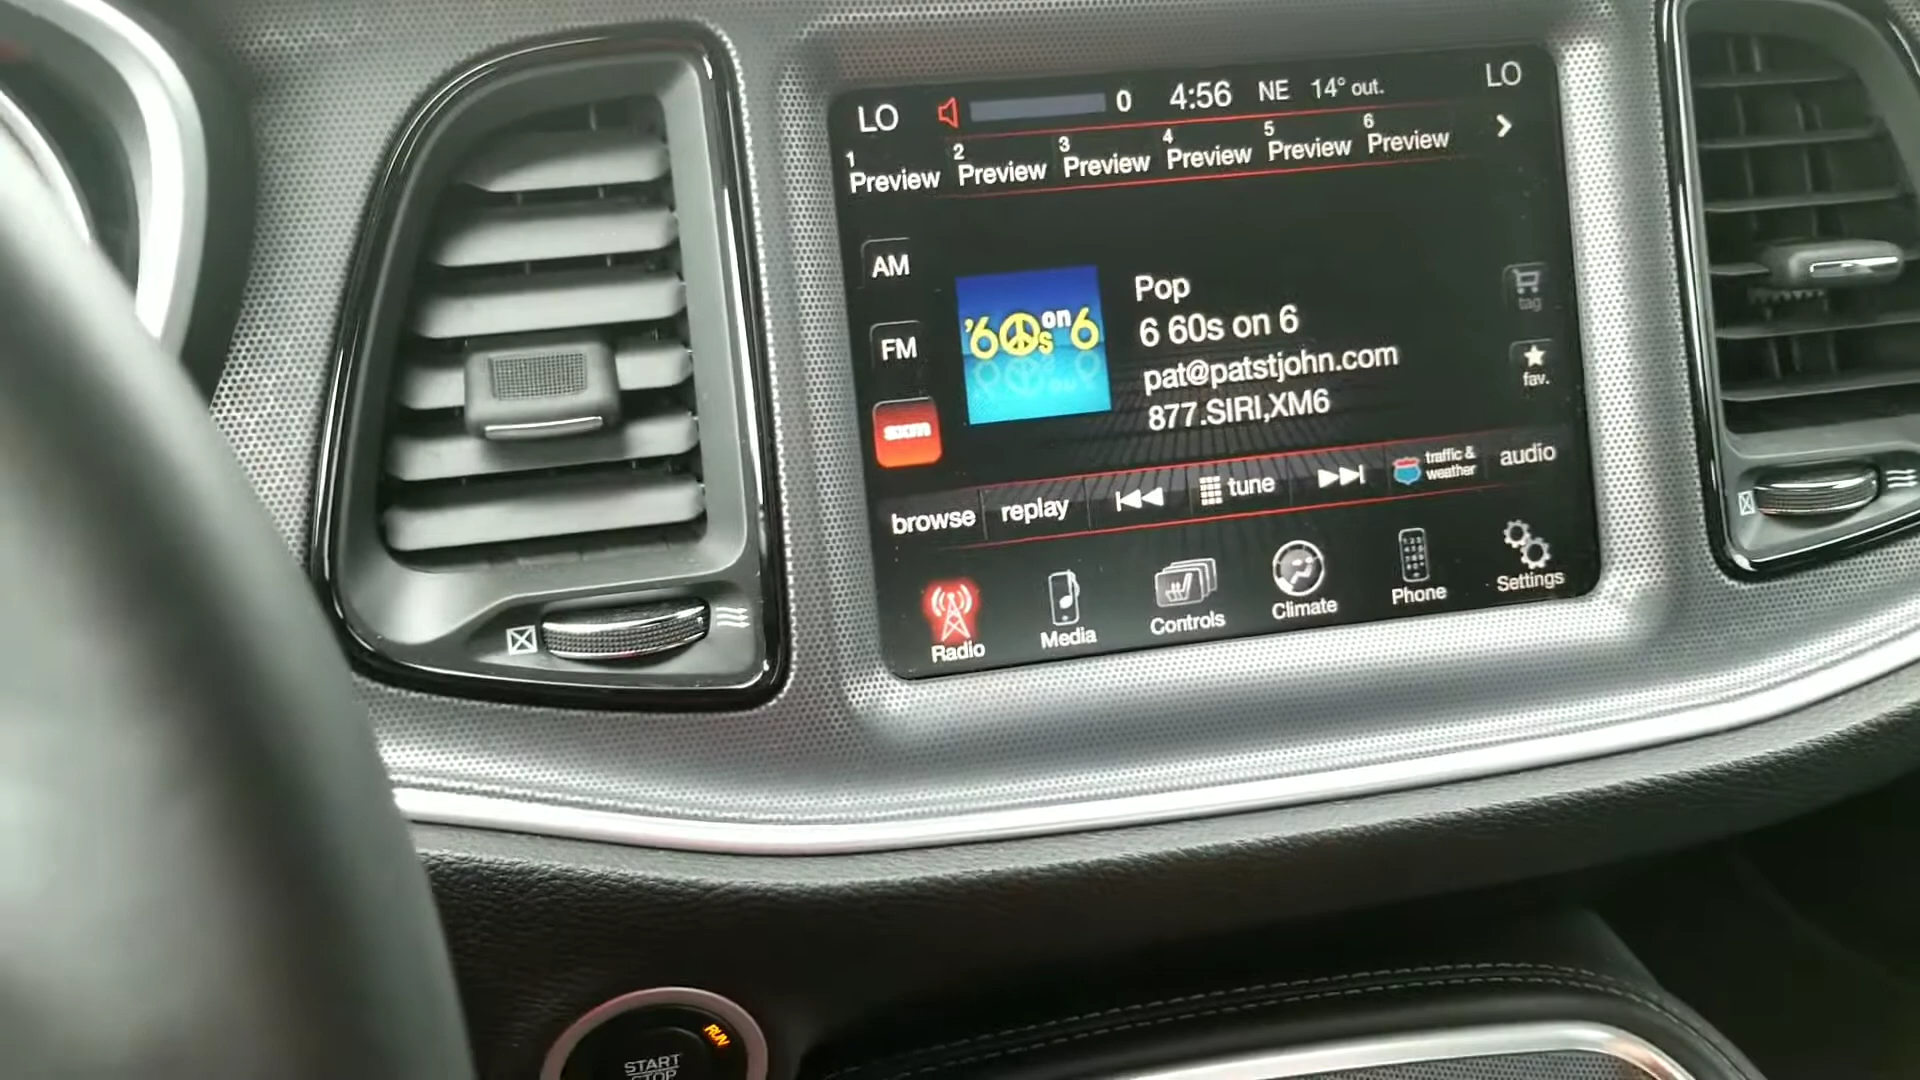 LO 0 4:56 NE 14° out. LO
1 2 3 4 5 6
Preview Preview Preview Preview Preview Preview
AM
FM
sxm
'60s on 6
Pop
6 60s on 6
pat@patstjohn.com
877.SIRI,XM6
tag
fav.
browse replay tune traffic & weather audio
Radio Media Controls Climate Phone Settings
RUN
START
STOP